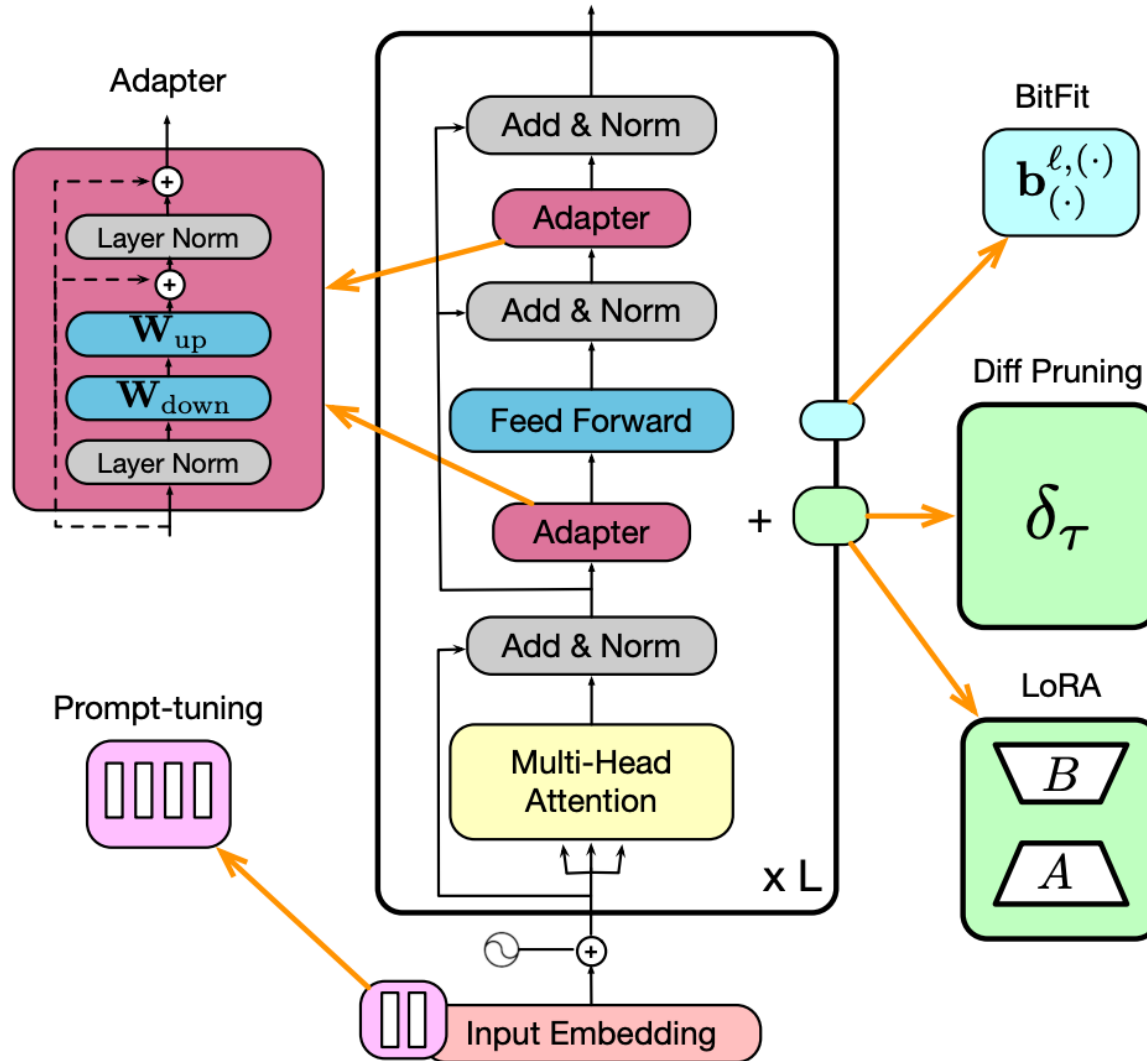 Adapter
Layer Norm
W_up
W_down
Layer Norm
Prompt-tuning
Add & Norm
Adapter
Add & Norm
Feed Forward
Adapter
+
Add & Norm
Multi-Head
Attention
x L
Input Embedding
BitFit
b^{ℓ,(·)}_{(·)}
Diff Pruning
δ_τ
LoRA
B
A